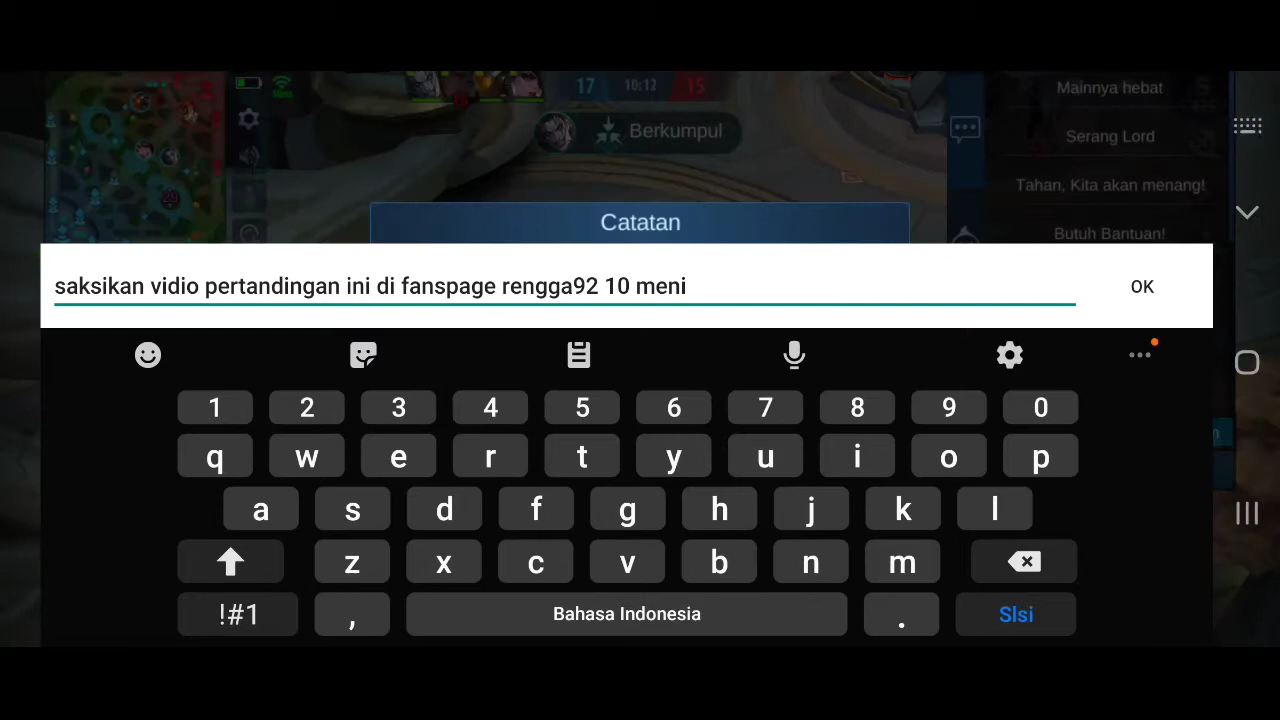 17 10:12 15
Mainnya hebat
Berkumpul
Serang Lord
Tahan, Kita akan menang!
Catatan
Butuh Bantuan!
saksikan vidio pertandingan ini di fanspage rengga92 10 meni
OK
1 2 3 4 5 6 7 8 9 0
q w e r t y u i o p
a s d f g h j k l
z x c v b n m
!#1 , Bahasa Indonesia . Slsi